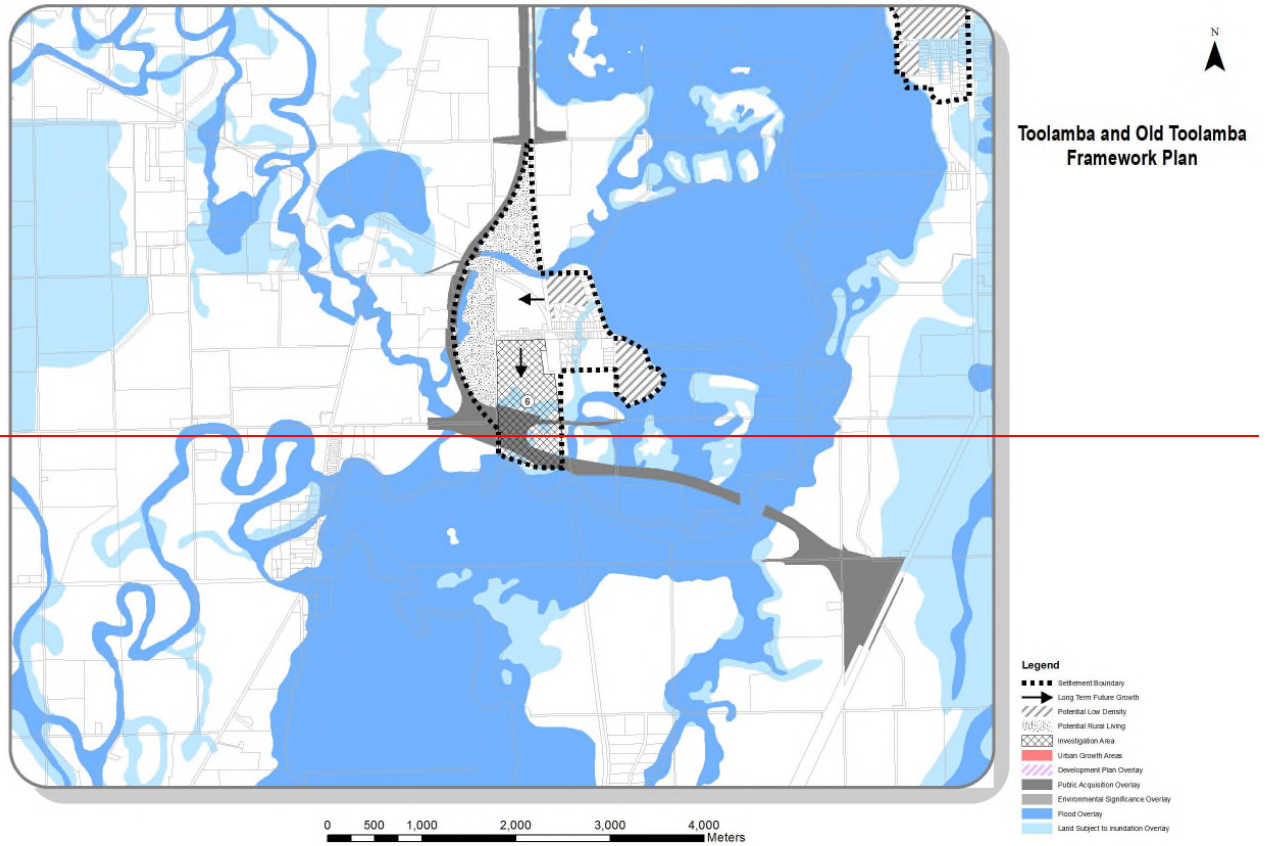 N
Toolamba and Old Toolamba
Framework Plan
6
Legend
Settlement Boundary
Long Term Future Growth
Potential Low Density
Potential Rural Living
Investigation Area
Urban Growth Areas
Development Plan Overlay
Public Acquisition Overlay
Environmental Significance Overlay
Flood Overlay
Land Subject to Inundation Overlay
0 500 1,000 2,000 3,000 4,000
Meters